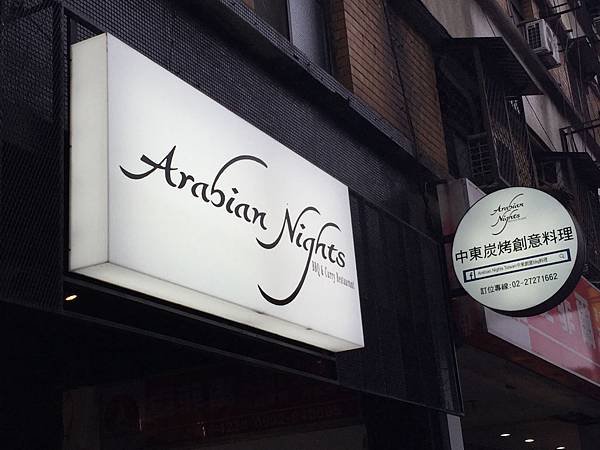 Arabian Nights
BBQ & Curry Restaurant
Arabian
Nights
中東炭烤創意料理
訂位專線:02-27271662